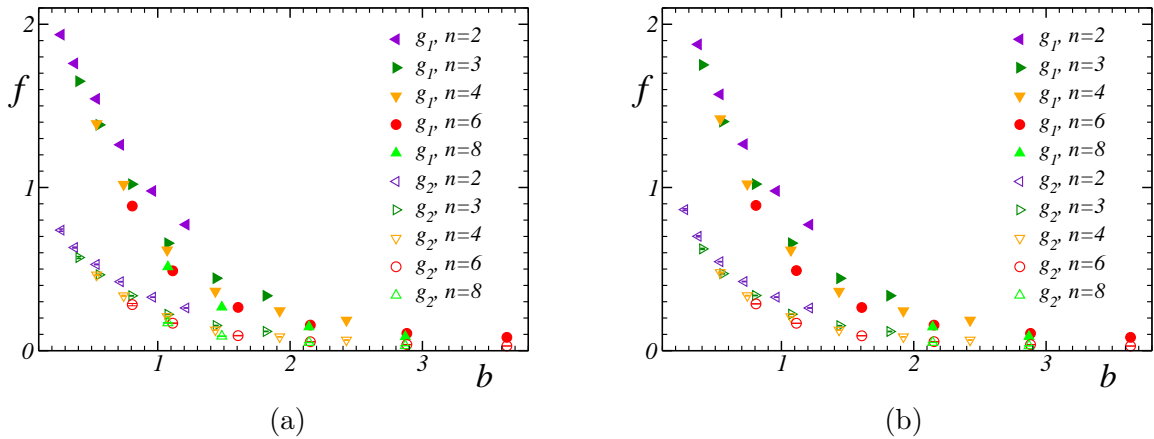 2
f
1
0
1
2
3
b
g1, n=2
g1, n=3
g1, n=4
g1, n=6
g1, n=8
g2, n=2
g2, n=3
g2, n=4
g2, n=6
g2, n=8
(a)
2
f
1
0
1
2
3
b
g1, n=2
g1, n=3
g1, n=4
g1, n=6
g1, n=8
g2, n=2
g2, n=3
g2, n=4
g2, n=6
g2, n=8
(b)